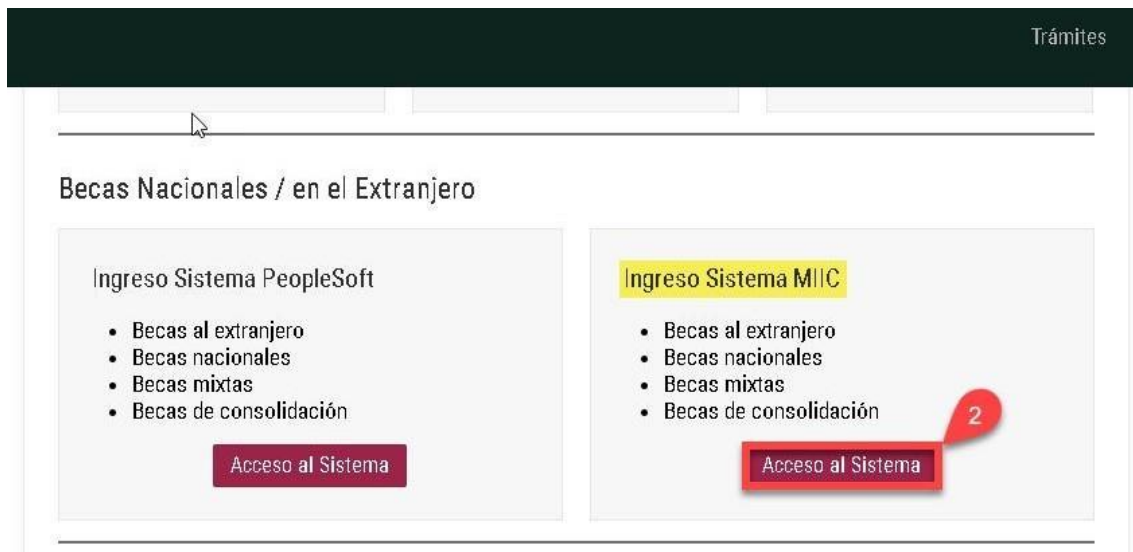 Trámites
Becas Nacionales / en el Extranjero
Ingreso Sistema PeopleSoft
• Becas al extranjero
• Becas nacionales
• Becas mixtas
• Becas de consolidación
Acceso al Sistema
Ingreso Sistema MIIC
• Becas al extranjero
• Becas nacionales
• Becas mixtas
• Becas de consolidación
2
Acceso al Sistema